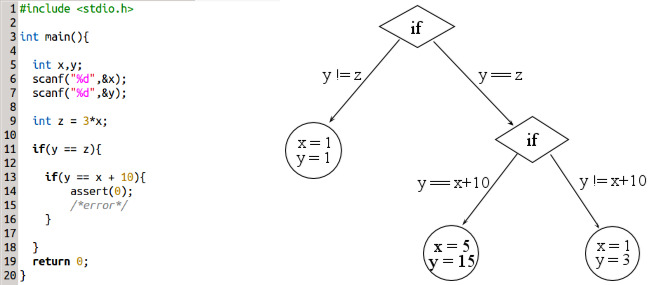 1 #include <stdio.h>
2
3 int main(){
4
5 int x,y;
6 scanf("%d",&x);
7 scanf("%d",&y);
8
9 int z = 3*x;
10
11 if(y == z){
12
13 if(y == x + 10){
14 assert(0);
15 /*error*/
16 }
17
18 }
19 return 0;
20 }
if
y != z
y == z
x = 1
y = 1
if
y == x+10
y != x+10
x = 5
y = 15
x = 1
y = 3